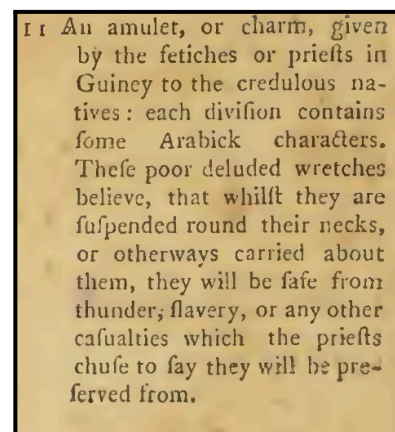 11 An amulet, or charm, given
by the fetiches or prieſts in
Guiney to the credulous na-
tives: each diviſion contains
ſome Arabick characters.
Theſe poor deluded wretches
believe, that whilſt they are
ſuſpended round their necks,
or otherways carried about
them, they will be ſafe from
thunder, ſlavery, or any other
caſualties which the prieſts
chuſe to ſay they will be pre-
ſerved from.